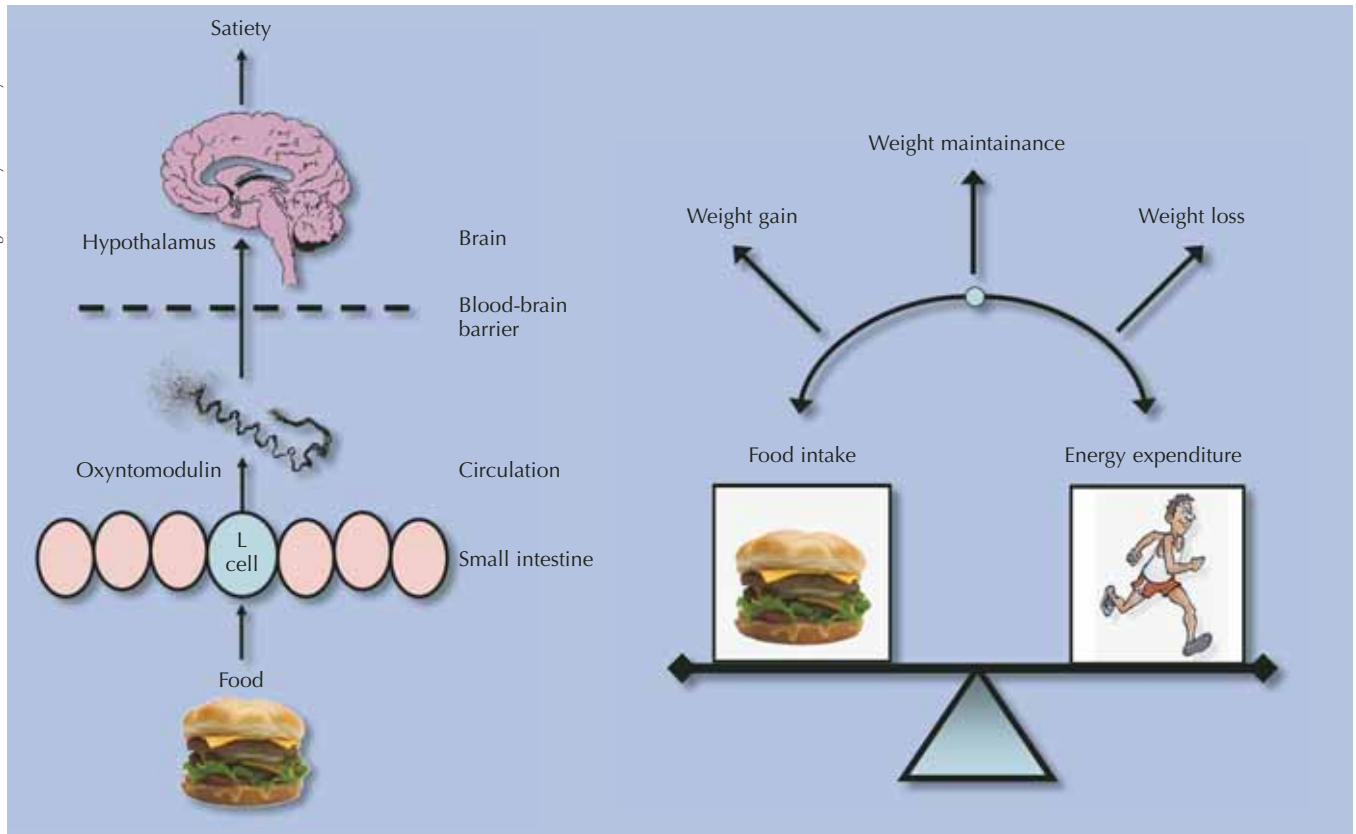 Satiety
Hypothalamus
Brain
Blood-brain
barrier
Oxyntomodulin
Circulation
L
cell
Small intestine
Food
Weight maintainance
Weight gain
Weight loss
Food intake
Energy expenditure